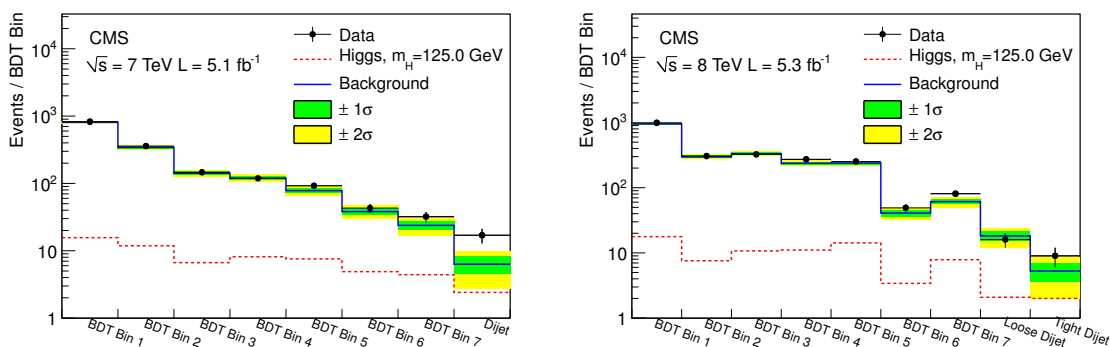 Events / BDT Bin
10⁴
10³
10²
10
1
CMS
√s = 7 TeV L = 5.1 fb⁻¹
Data
Higgs, m_H=125.0 GeV
Background
± 1σ
± 2σ
BDT Bin 1
BDT Bin 2
BDT Bin 3
BDT Bin 4
BDT Bin 5
BDT Bin 6
BDT Bin 7
Dijet
Events / BDT Bin
10⁴
10³
10²
10
1
CMS
√s = 8 TeV L = 5.3 fb⁻¹
Data
Higgs, m_H=125.0 GeV
Background
± 1σ
± 2σ
BDT Bin 1
BDT Bin 2
BDT Bin 3
BDT Bin 4
BDT Bin 5
BDT Bin 6
BDT Bin 7
Loose Dijet
Tight Dijet